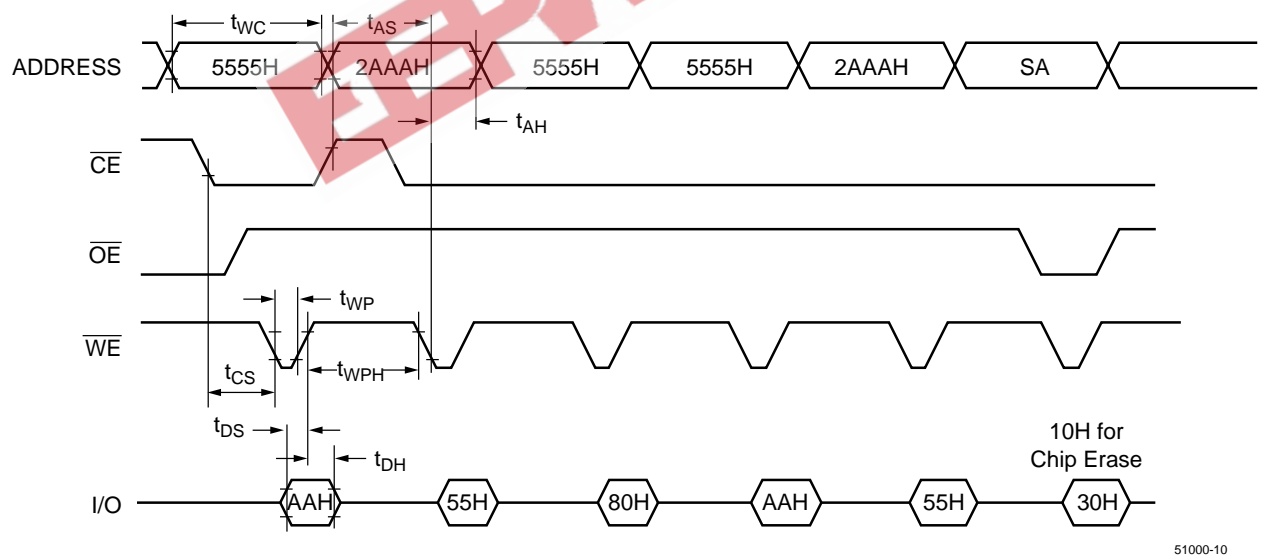 tWC tAS
ADDRESS 5555H 2AAAH 5555H 5555H 2AAAH SA
tAH
CE
OE
tWP
WE
tCS tWPH
tDS
10H for
Chip Erase
tDH
I/O AAH 55H 80H AAH 55H 30H
51000-10